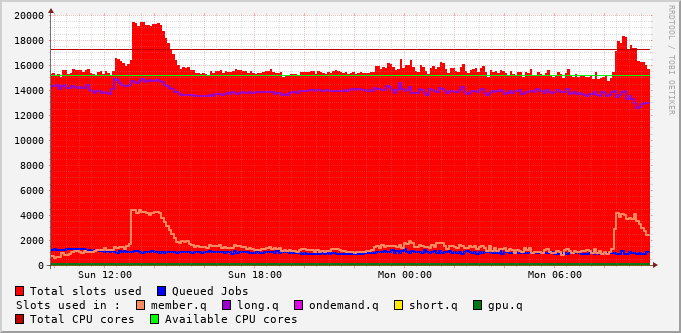 20000
18000
16000
14000
12000
10000
8000
6000
4000
2000
0
Sun 12:00 Sun 18:00 Mon 00:00 Mon 06:00
RRDTOOL / TOBI OETIKER
Total slots used Queued Jobs
Slots used in : member.q long.q ondemand.q short.q gpu.q
Total CPU cores Available CPU cores